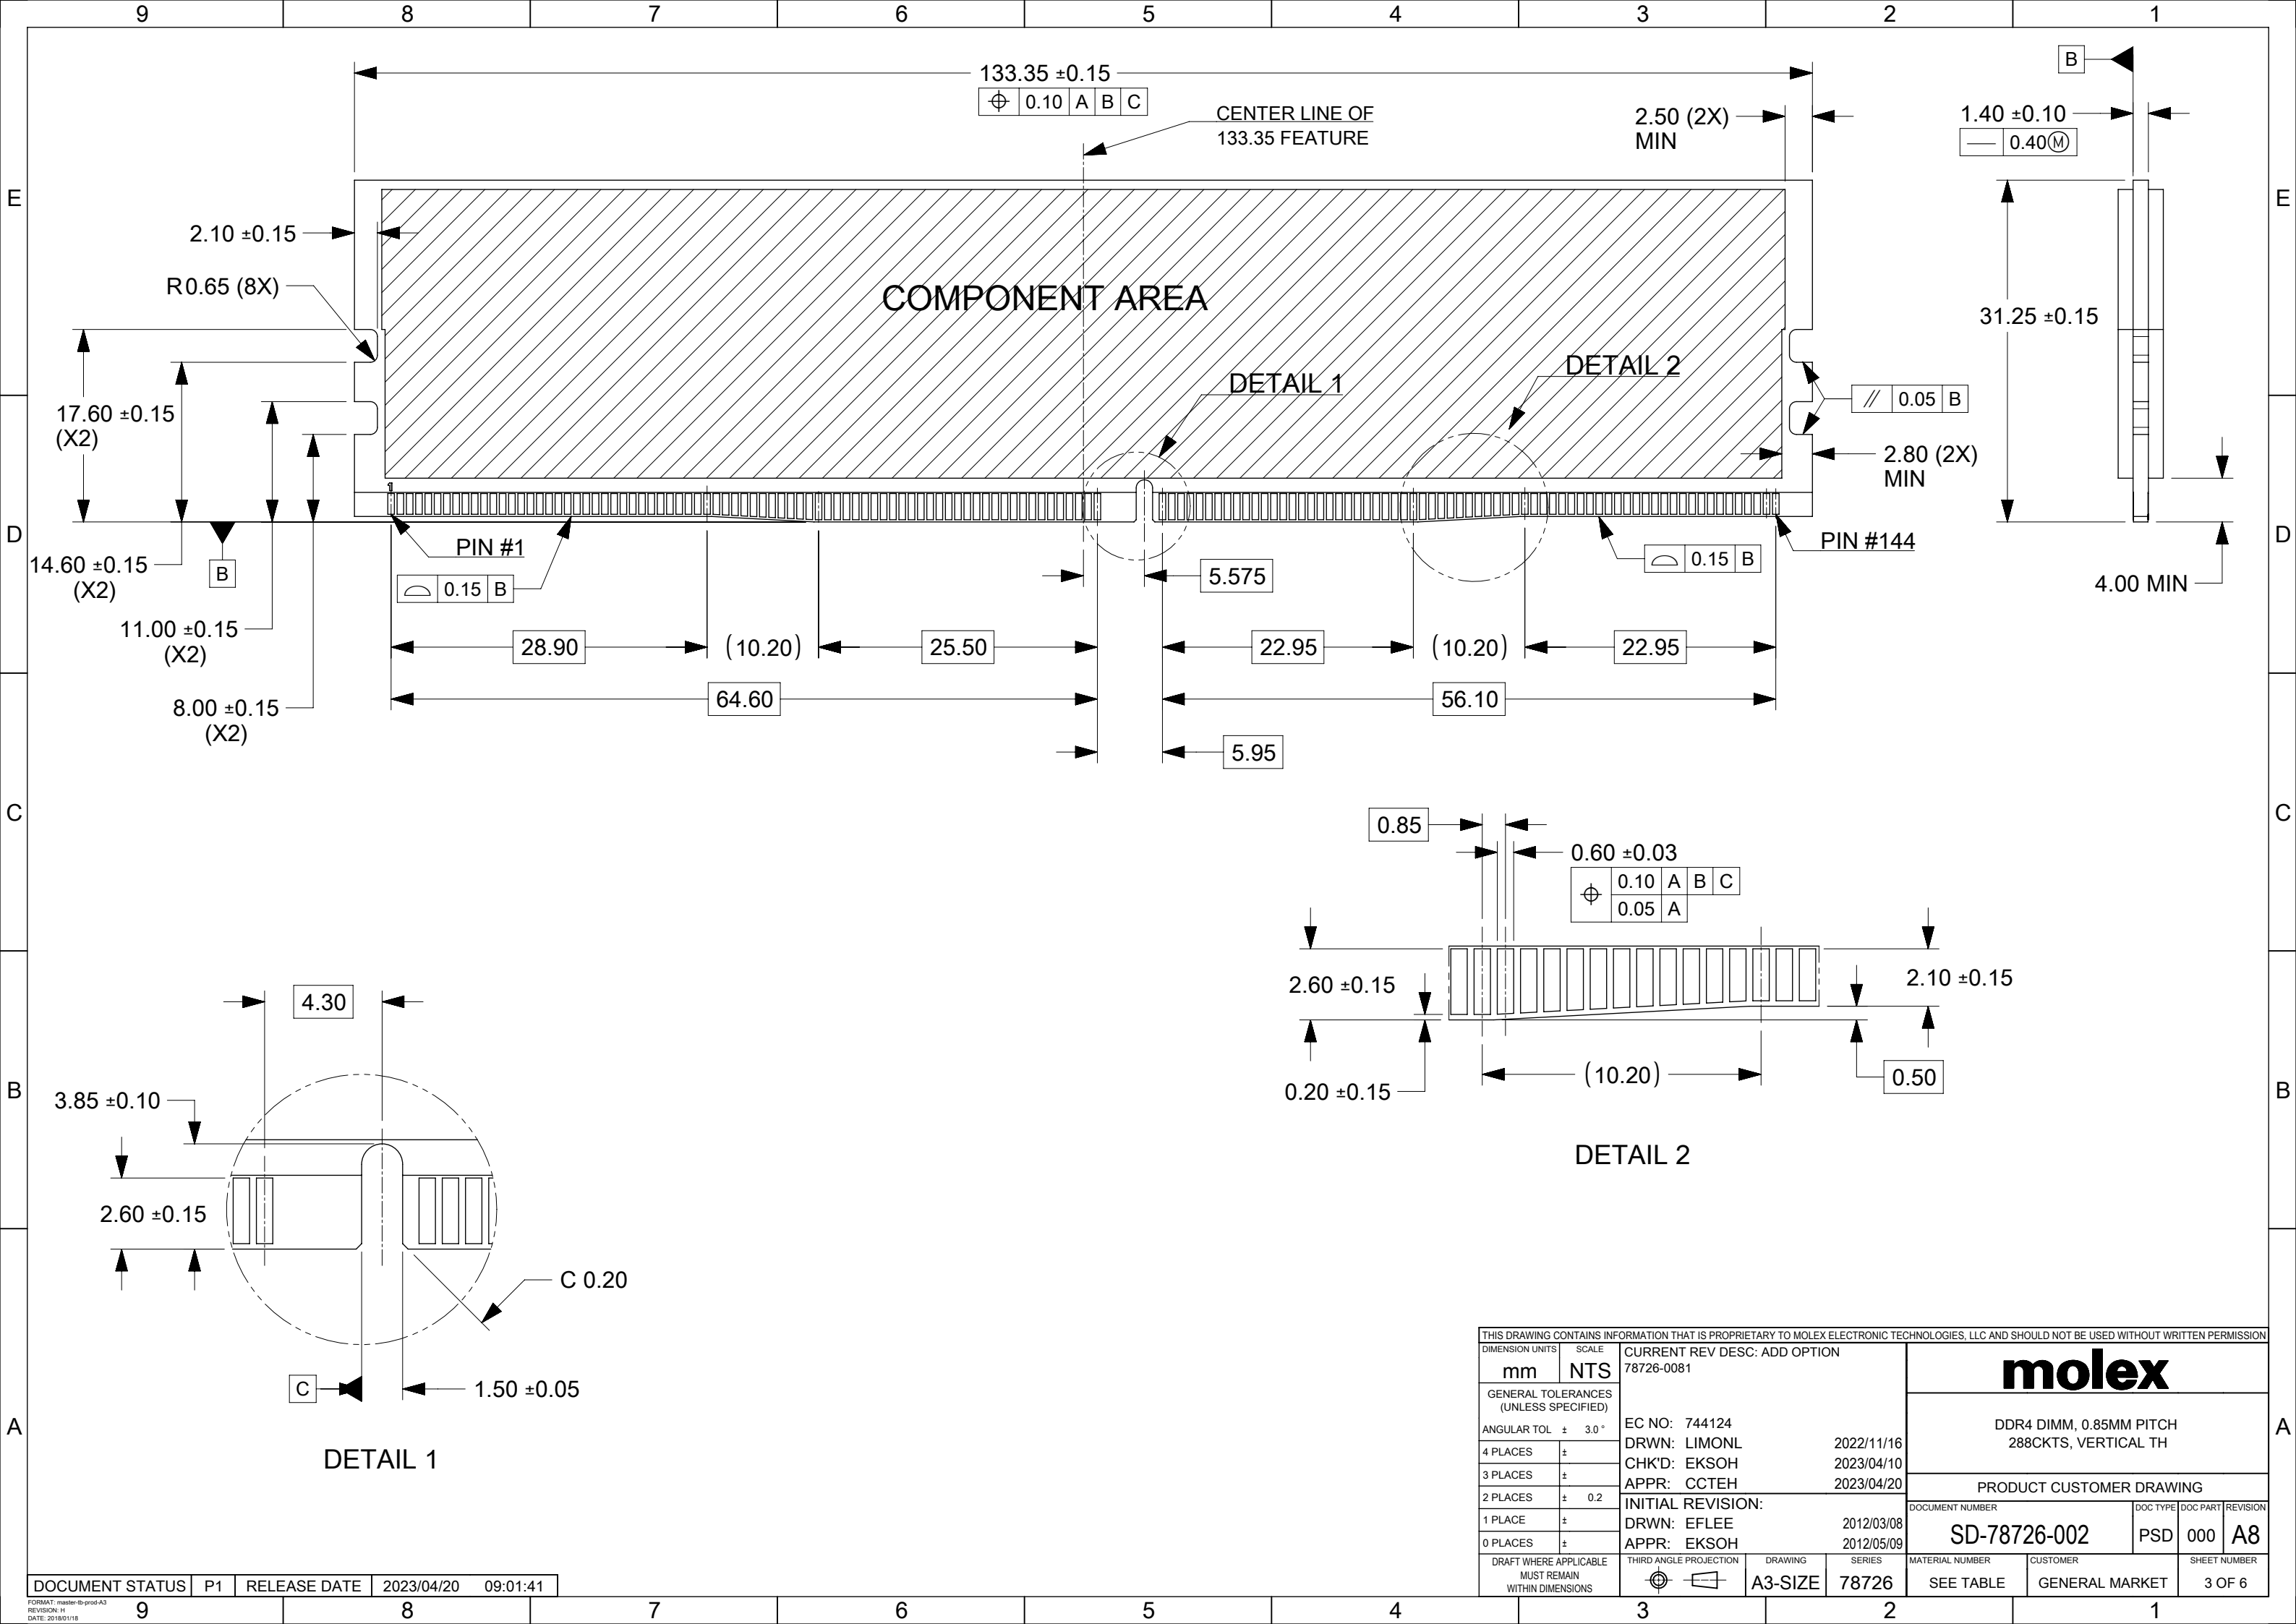 9 8 7 6 5 4 3 2 1
133.35 ±0.15
0.10 A B C
CENTER LINE OF
133.35 FEATURE
2.50 (2X)
MIN
B
1.40 ±0.10
0.40Ⓜ
E
E
2.10 ±0.15
R0.65 (8X)
COMPONENT AREA
31.25 ±0.15
DETAIL 1
DETAIL 2
17.60 ±0.15
(X2)
0.05 B
2.80 (2X)
MIN
1
D
D
14.60 ±0.15
(X2)
B
PIN #1
0.15 B
5.575
0.15 B
PIN #144
4.00 MIN
11.00 ±0.15
(X2)
28.90
(10.20)
25.50
22.95
(10.20)
22.95
8.00 ±0.15
(X2)
64.60
56.10
5.95
C
C
0.85
0.60 ±0.03
0.10 A B C
0.05 A
2.60 ±0.15
2.10 ±0.15
(10.20)
0.20 ±0.15
0.50
DETAIL 2
4.30
B
B
3.85 ±0.10
2.60 ±0.15
C 0.20
C
1.50 ±0.05
DETAIL 1
A
A
THIS DRAWING CONTAINS INFORMATION THAT IS PROPRIETARY TO MOLEX ELECTRONIC TECHNOLOGIES, LLC AND SHOULD NOT BE USED WITHOUT WRITTEN PERMISSION
DIMENSION UNITS
mm
SCALE
NTS
CURRENT REV DESC: ADD OPTION
78726-0081
GENERAL TOLERANCES
(UNLESS SPECIFIED)
ANGULAR TOL ± 3.0 °
4 PLACES ±
3 PLACES ±
2 PLACES ± 0.2
1 PLACE ±
0 PLACES ±
DRAFT WHERE APPLICABLE
MUST REMAIN
WITHIN DIMENSIONS
EC NO: 744124
DRWN: LIMONL 2022/11/16
CHK'D: EKSOH 2023/04/10
APPR: CCTEH 2023/04/20
INITIAL REVISION:
DRWN: EFLEE 2012/03/08
APPR: EKSOH 2012/05/09
THIRD ANGLE PROJECTION
DRAWING
A3-SIZE
SERIES
78726
molex
DDR4 DIMM, 0.85MM PITCH
288CKTS, VERTICAL TH
PRODUCT CUSTOMER DRAWING
DOCUMENT NUMBER
SD-78726-002
DOC TYPE
PSD
DOC PART
000
REVISION
A8
MATERIAL NUMBER
SEE TABLE
CUSTOMER
GENERAL MARKET
SHEET NUMBER
3 OF 6
DOCUMENT STATUS P1 RELEASE DATE 2023/04/20 09:01:41
FORMAT: master-tb-prod-A3
REVISION: H
DATE: 2018/01/18
9 8 7 6 5 4 3 2 1